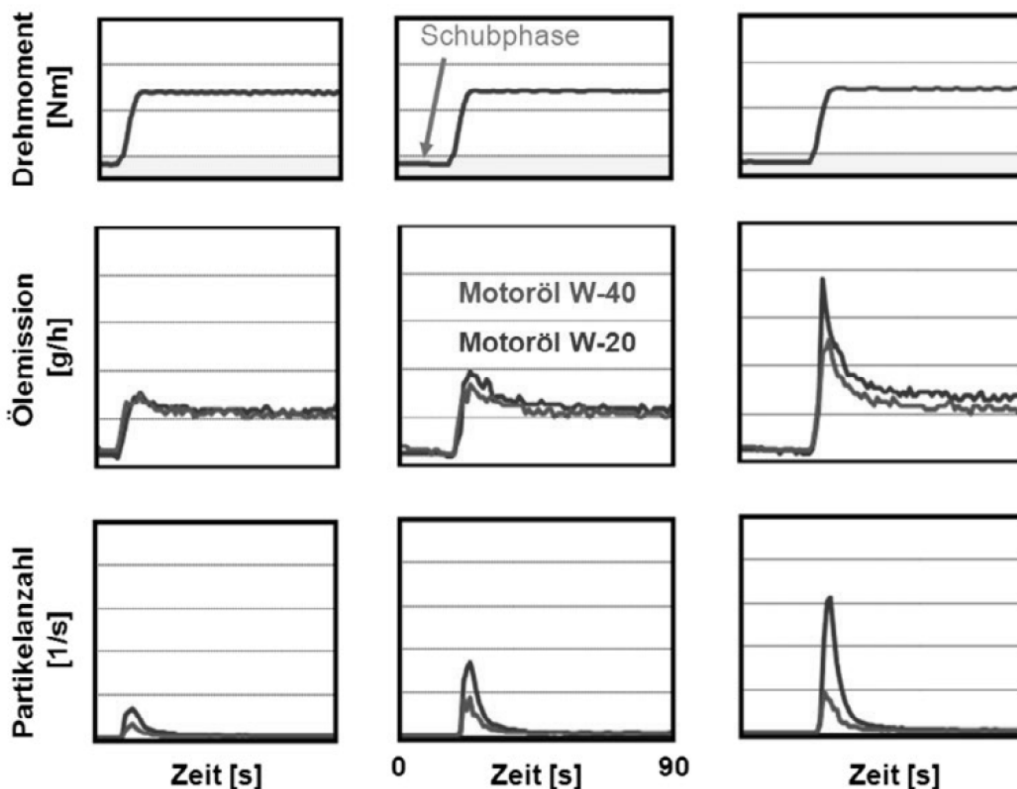 Drehmoment
[Nm]
Schubphase
Ölemission
[g/h]
Motoröl W-40
Motoröl W-20
Partikelanzahl
[1/s]
Zeit [s]
0
Zeit [s]
90
Zeit [s]